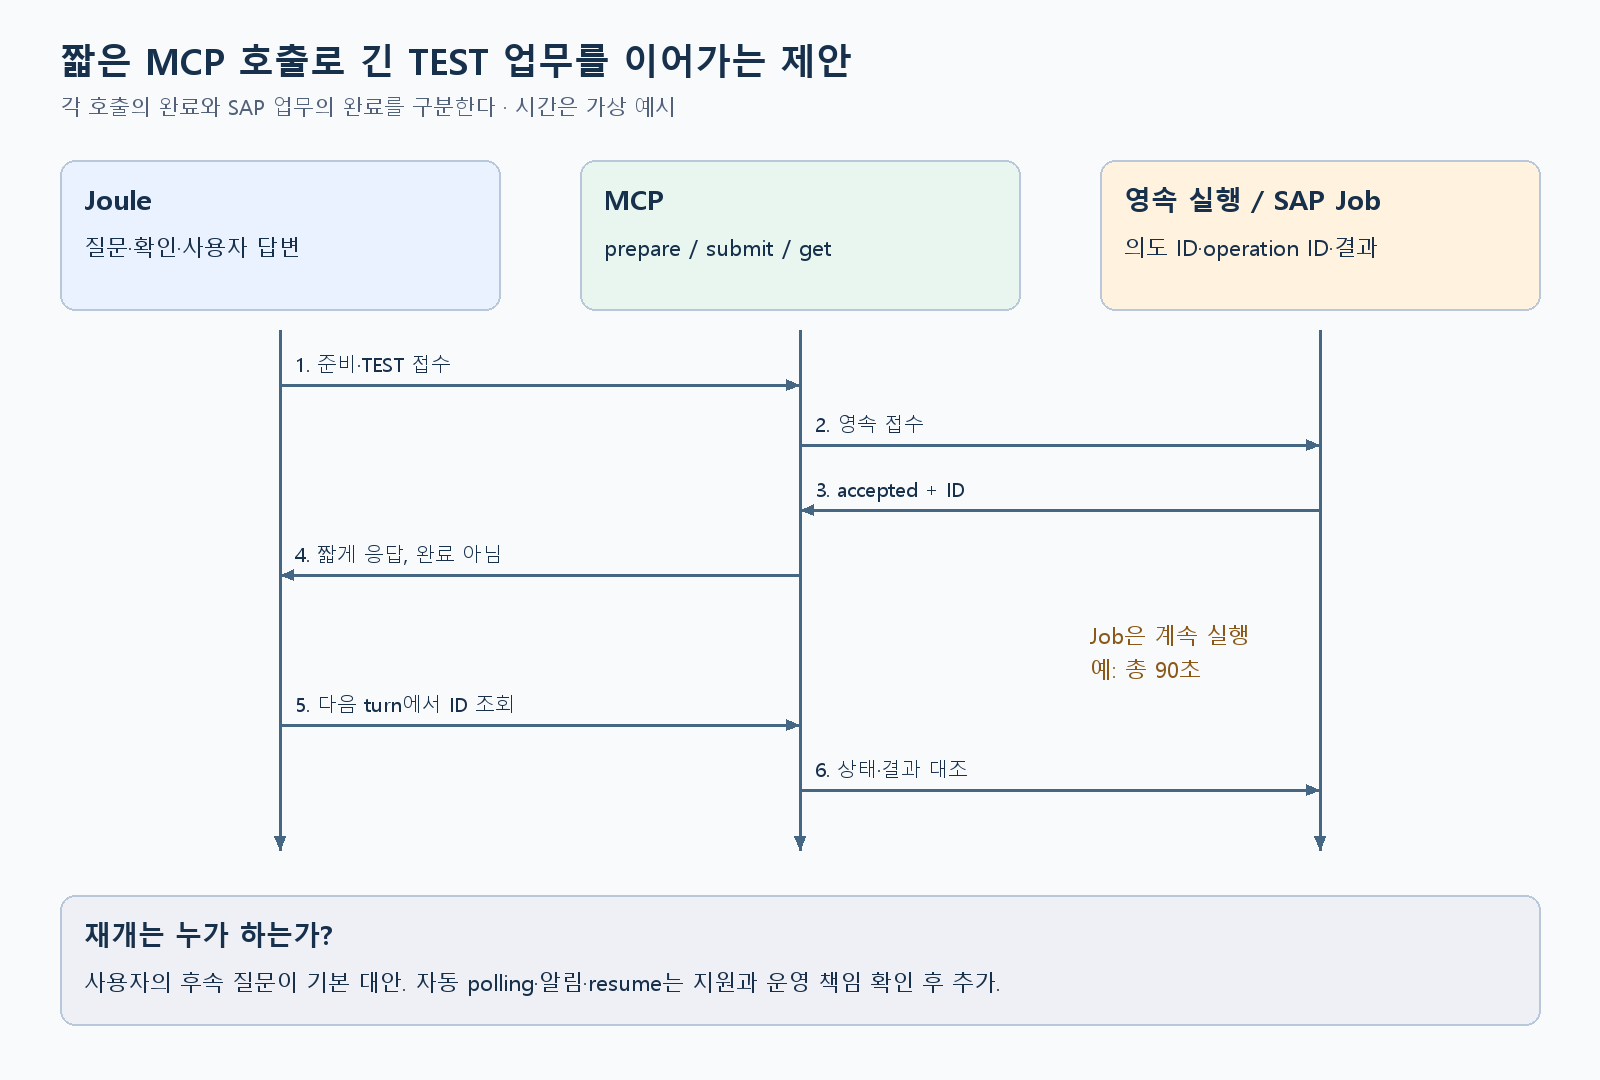 짧은 MCP 호출로 긴 TEST 업무를 이어가는 제안
각 호출의 완료와 SAP 업무의 완료를 구분한다 · 시간은 가상 예시
Joule
질문·확인·사용자 답변
MCP
prepare / submit / get
영속 실행 / SAP Job
의도 ID·operation ID·결과
1. 준비·TEST 접수
2. 영속 접수
3. accepted + ID
4. 짧게 응답, 완료 아님
Job은 계속 실행
예: 총 90초
5. 다음 turn에서 ID 조회
6. 상태·결과 대조
재개는 누가 하는가?
사용자의 후속 질문이 기본 대안. 자동 polling·알림·resume는 지원과 운영 책임 확인 후 추가.